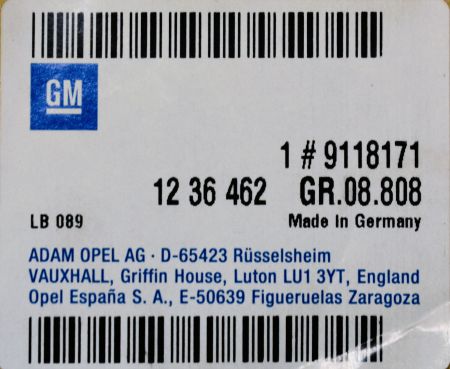 GM
1 # 9118171
12 36 462 GR.08.808
LB 089 Made In Germany
ADAM OPEL AG · D-65423 Rüsselsheim
VAUXHALL, Griffin House, Luton LU1 3YT, England
Opel España S. A., E-50639 Figueruelas Zaragoza